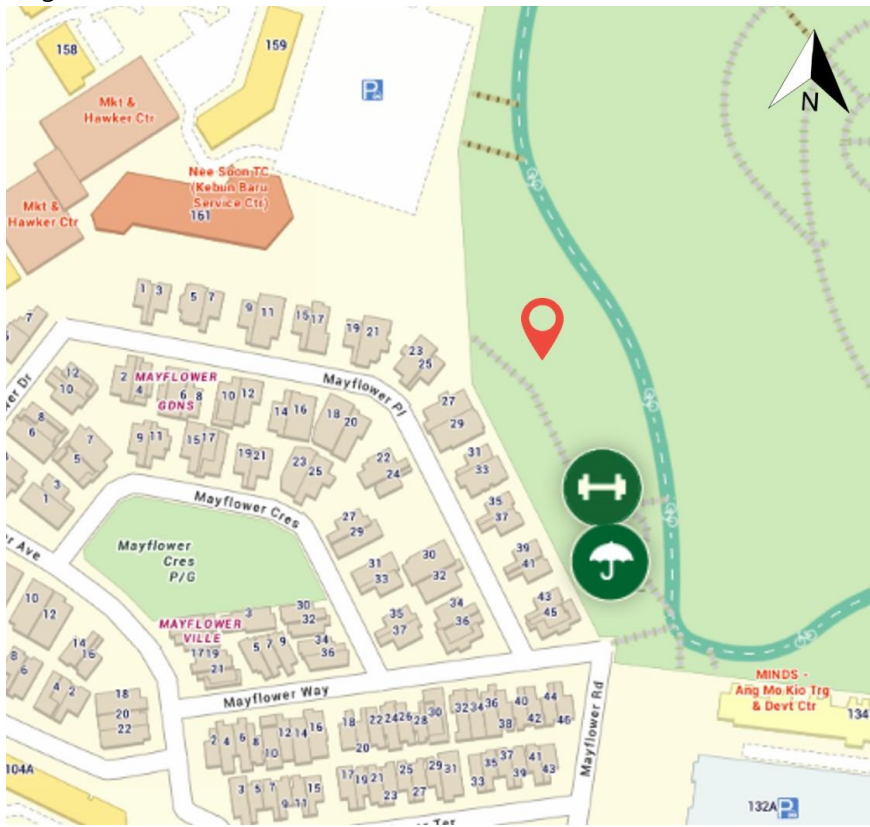 158
159
Mkt &
Hawker Ctr
N
Nee Soon TC
(Kebun Baru
Service Ctr)
161
Mkt &
Hawker Ctr
1 3
5 7
9 11
15 17
19 21
23
25
7
Mayflower Pl
12
10
2
4
MAYFLOWER
GDNS
6 8
10 12
14 16
18
20
27
29
8
6
7
5
9 11
15 17
19 21
23
25
22
24
31
33
3
1
Mayflower Cres
35
37
27
29
39
41
Mayflower
Cres
P/G
31
33
30
32
43
45
10
12
MAYFLOWER
VILLE
3
30
32
35
37
34
36
17 19
21
5 7 9
34
36
14
16
8
6
4 2
18
20
22
Mayflower Way
MINDS -
Ang Mo Kio Trg
& Devt Ctr
134
2 4 6 8
10
12 14 16
18
20
22 24 26
28
30
32 34 36
38
40
42
44
46
Mayflower Rd
104A
3 5 7
9 11
15
17 19 21
23
25
27
29 31
33
35 37
39
41
43
132A
Ter